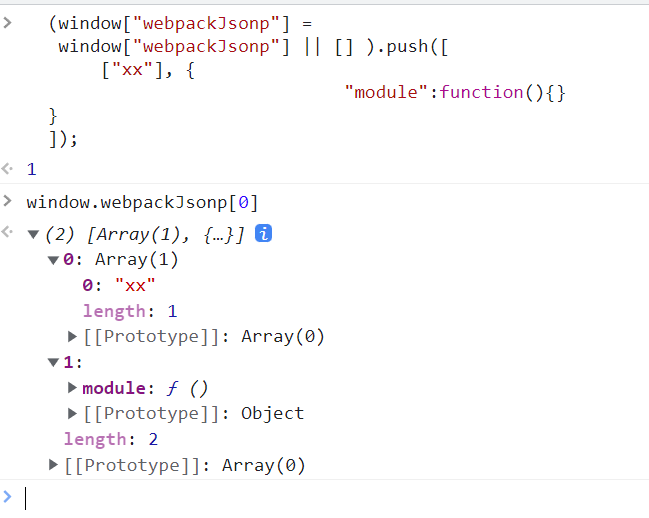 (window["webpackJsonp"] =
window["webpackJsonp"] || [] ).push([
["xx"], {
"module":function(){}
}
]);
1
window.webpackJsonp[0]
(2) [Array(1), {…}] i
0: Array(1)
0: "xx"
length: 1
[[Prototype]]: Array(0)
1:
module: ƒ ()
[[Prototype]]: Object
length: 2
[[Prototype]]: Array(0)